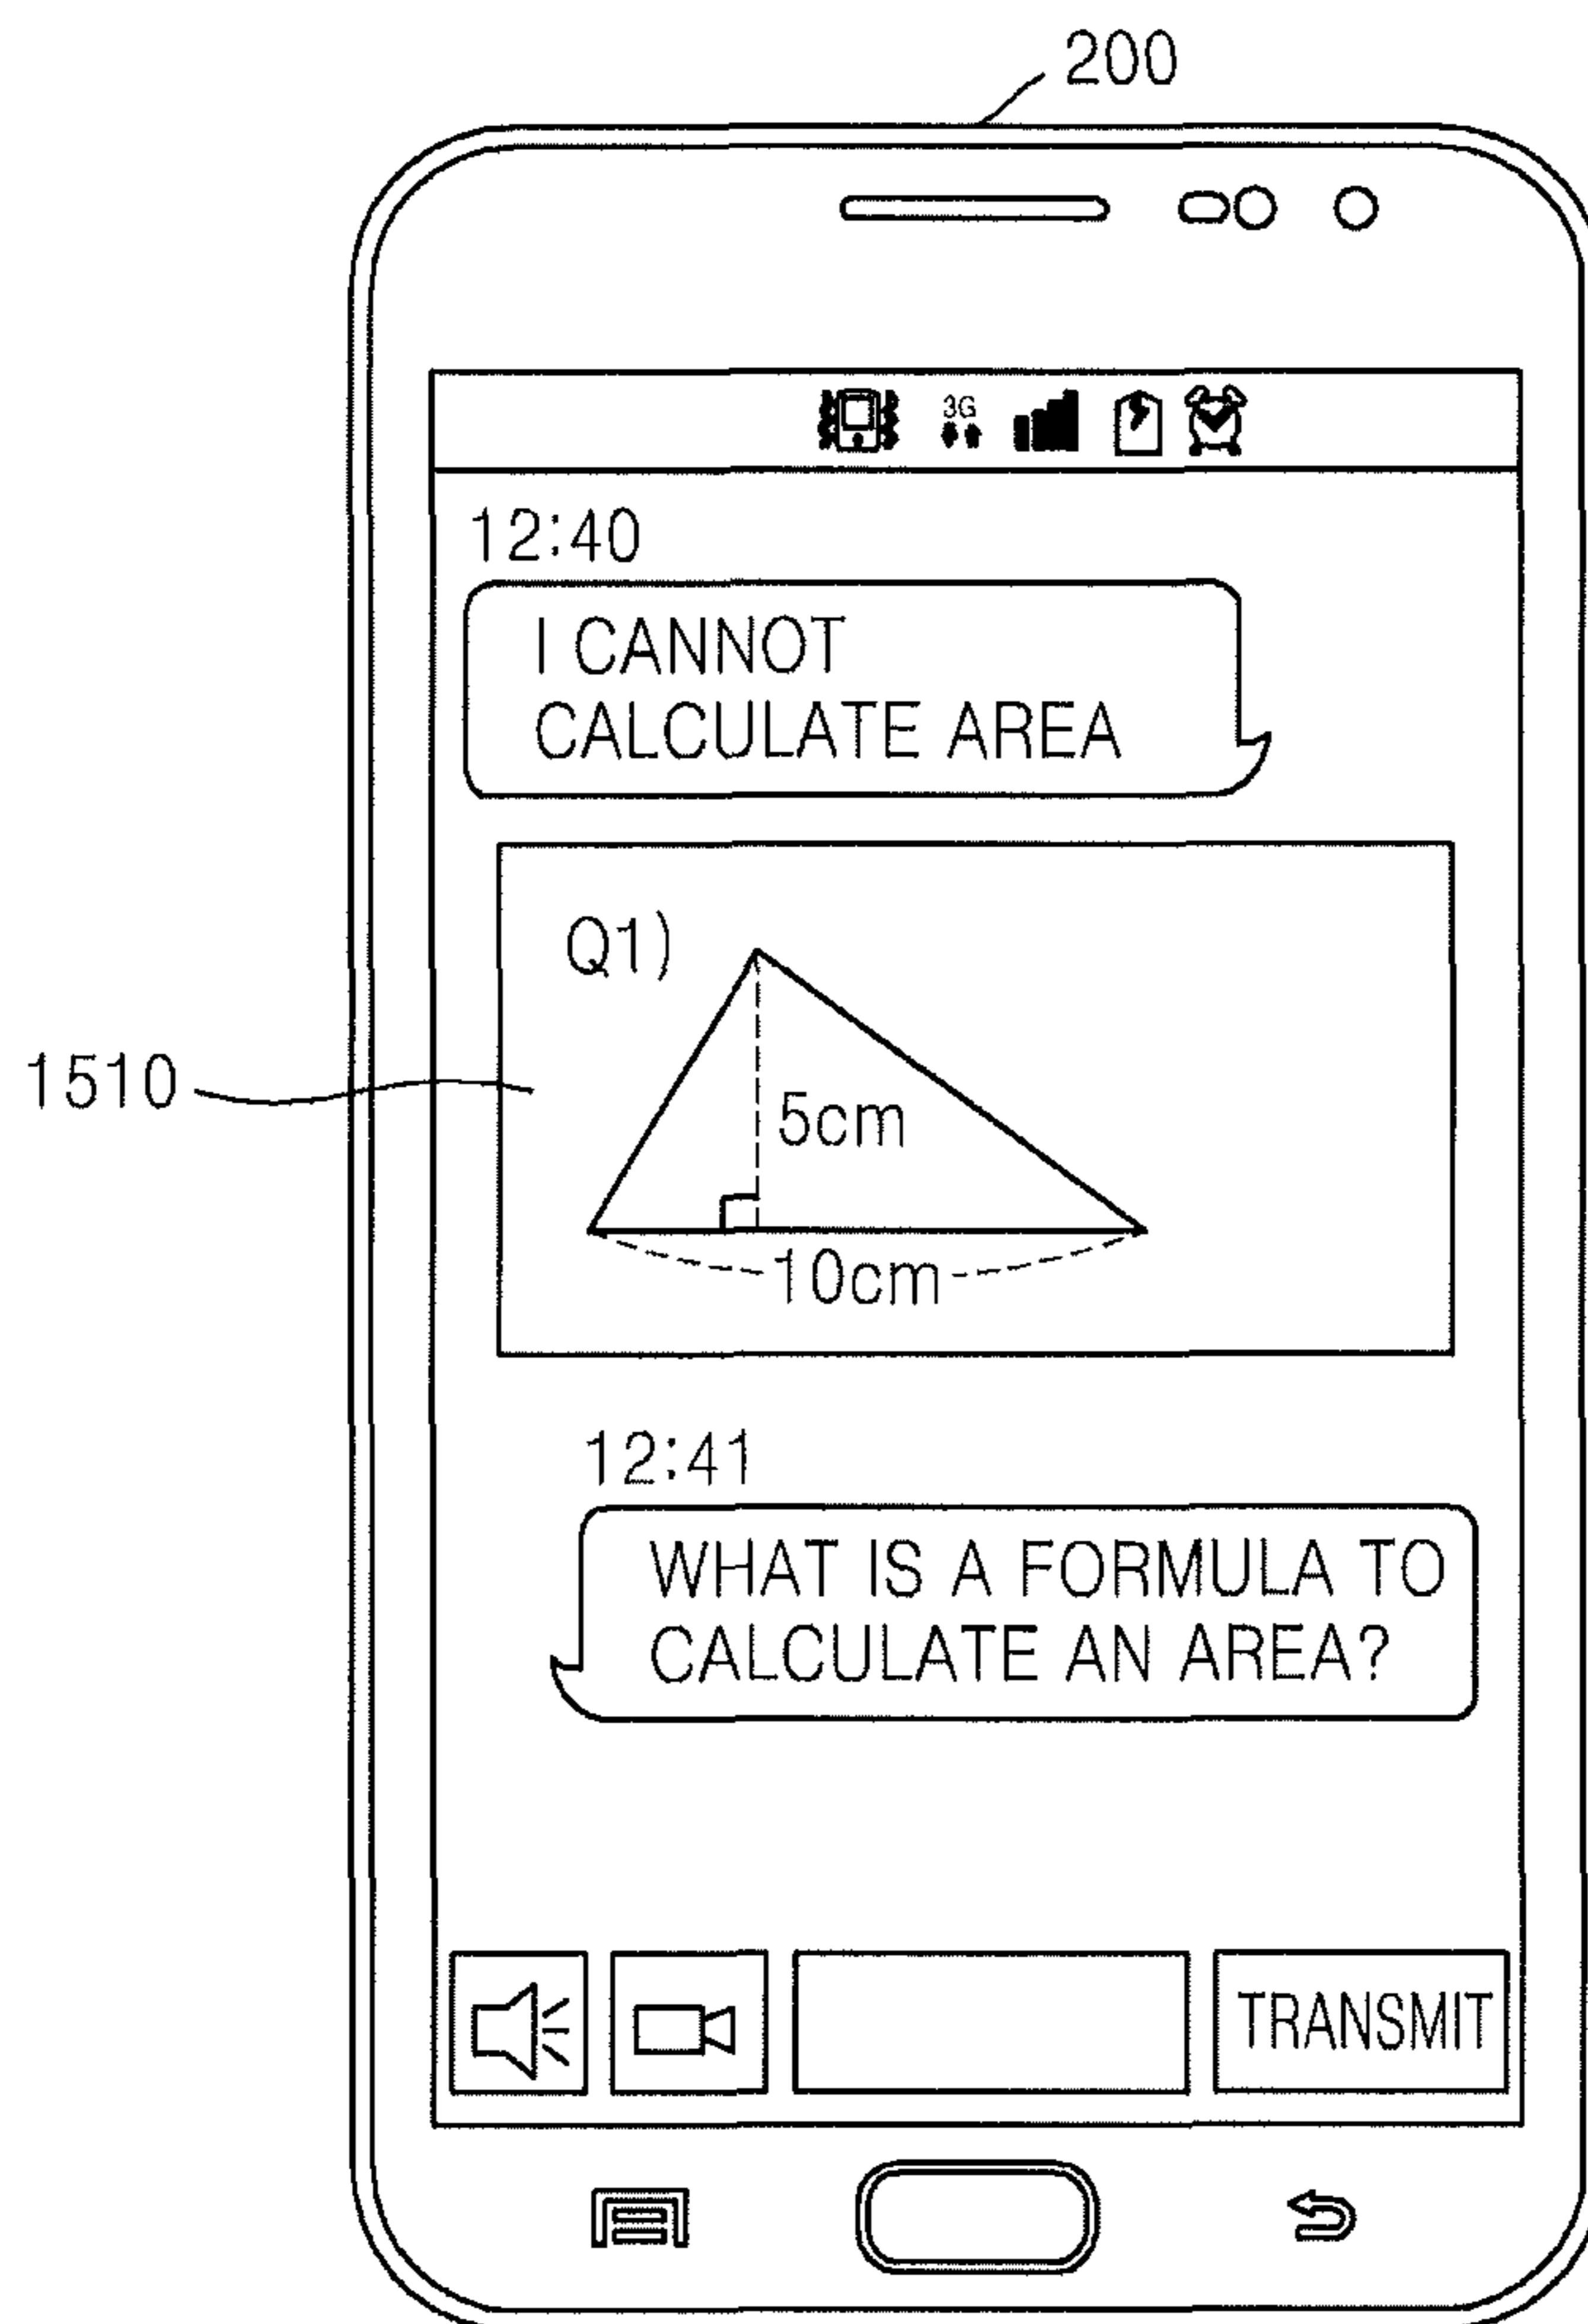 200
3G
12:40
I CANNOT
CALCULATE AREA
Q1)
1510
5cm
10cm
12:41
WHAT IS A FORMULA TO
CALCULATE AN AREA?
TRANSMIT